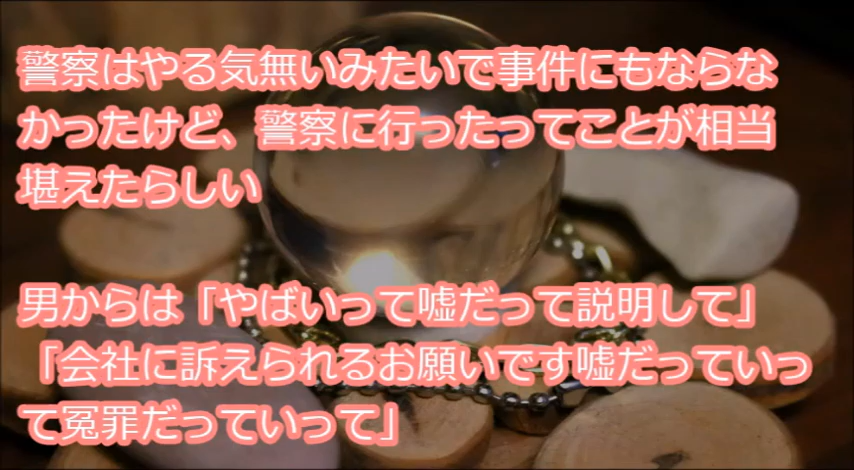 警察はやる気無いみたいで事件にもならな
かったけど、警察に行ったってことが相当
堪えたらしい
男からは「やばいって嘘だって説明して」
「会社に訴えられるお願いです嘘だっていっ
て冤罪だっていって」